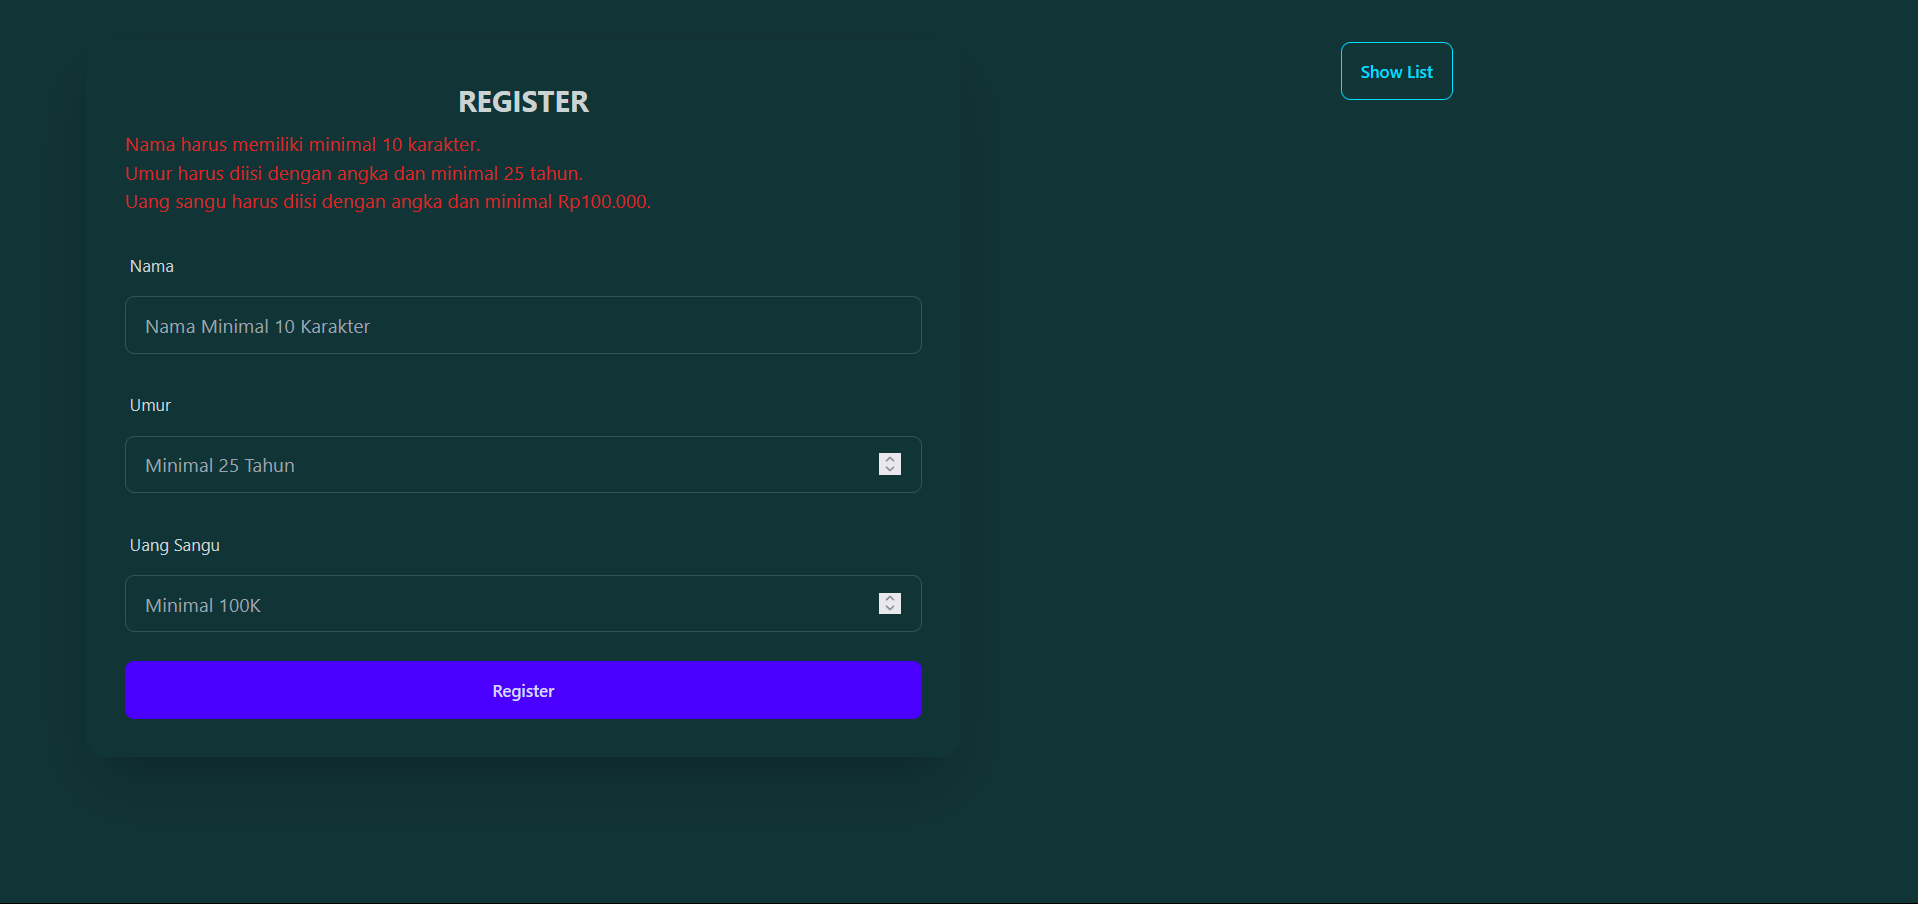 Show List
REGISTER
Nama harus memiliki minimal 10 karakter.
Umur harus diisi dengan angka dan minimal 25 tahun.
Uang sangu harus diisi dengan angka dan minimal Rp100.000.
Nama
Nama Minimal 10 Karakter
Umur
Minimal 25 Tahun
Uang Sangu
Minimal 100K
Register